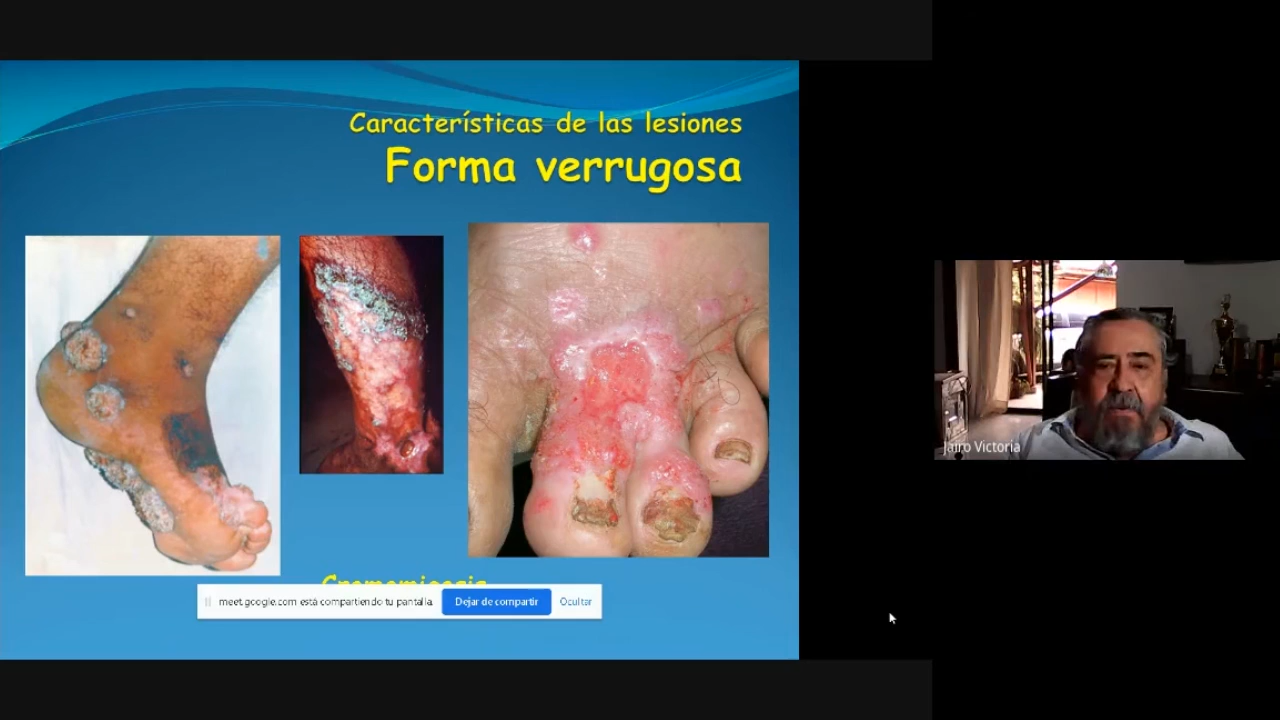 Características de las lesiones
Forma verrugosa
meet.google.com está compartiendo tu pantalla.
Dejar de compartir
Ocultar
Jairo Victoria